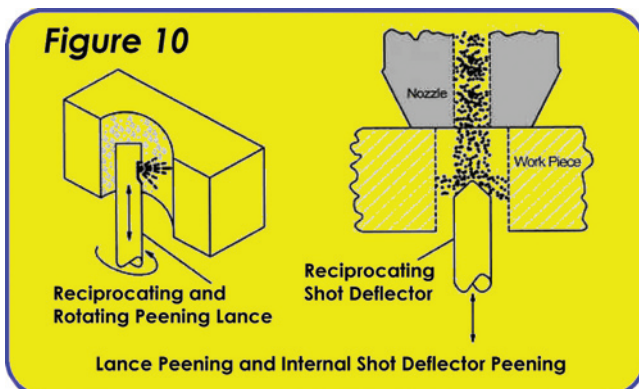 Figure 10
Nozzle
Work Piece
Reciprocating and
Rotating Peening Lance
Reciprocating
Shot Deflector
Lance Peening and Internal Shot Deflector Peening